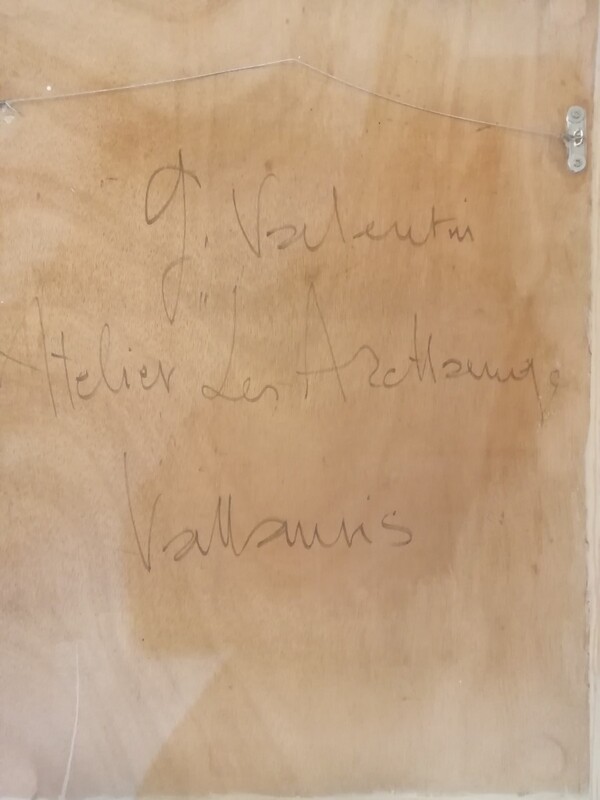 G. Valentin
Atelier "Les Archanges
Vallauris